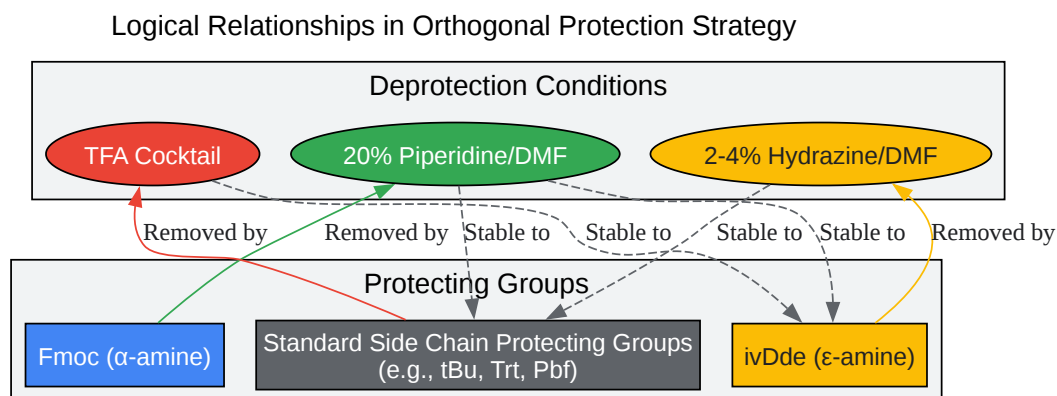 Logical Relationships in Orthogonal Protection Strategy
Deprotection Conditions
TFA Cocktail
20% Piperidine/DMF
2-4% Hydrazine/DMF
Removed by
Removed by
Stable to
Stable to
Stable to
Stable to
Removed by
Protecting Groups
Fmoc (α-amine)
Standard Side Chain Protecting Groups
(e.g., tBu, Trt, Pbf)
ivDde (ε-amine)